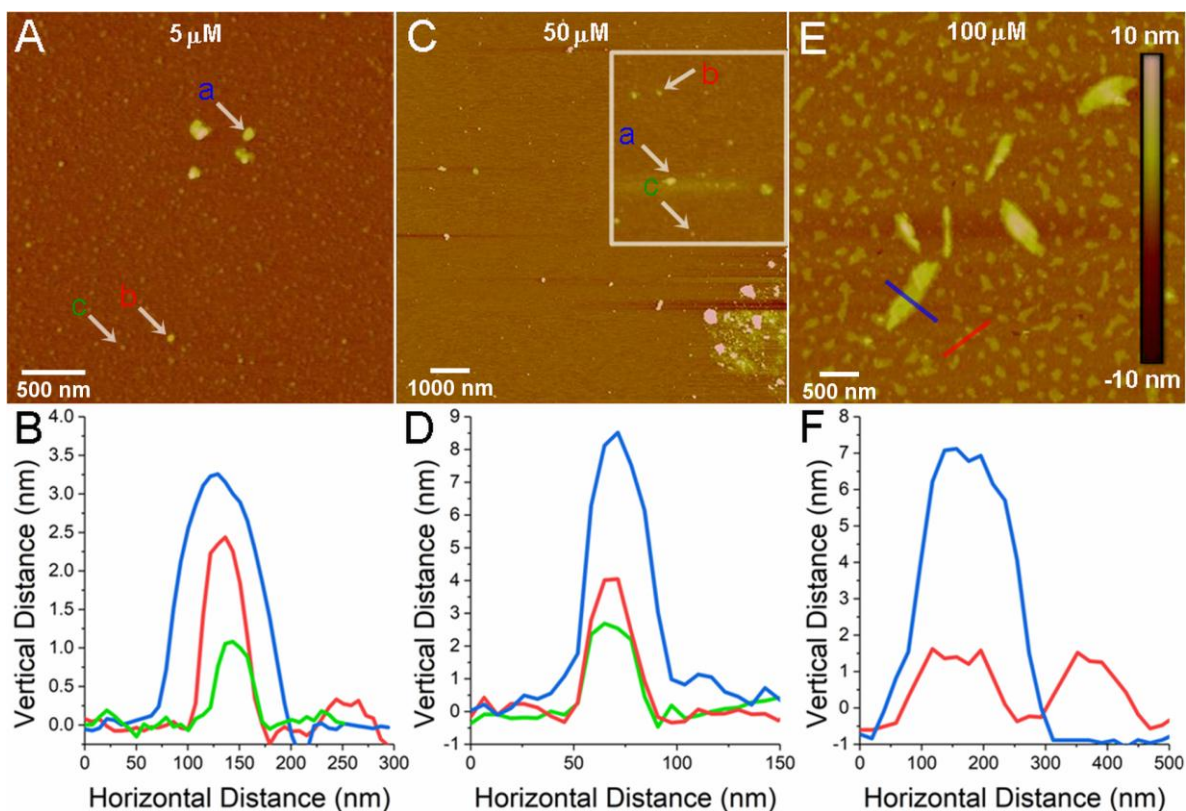 A
5 μM
a
b
c
500 nm
C
50 μM
b
a
c
1000 nm
E
100 μM
10 nm
-10 nm
500 nm
B
Vertical Distance (nm)
4.0
3.5
3.0
2.5
2.0
1.5
1.0
0.5
0.0
0 50 100 150 200 250 300
Horizontal Distance (nm)
D
Vertical Distance (nm)
9
8
7
6
5
4
3
2
1
0
-1
0 50 100 150
Horizontal Distance (nm)
F
Vertical Distance (nm)
8
7
6
5
4
3
2
1
0
-1
0 100 200 300 400 500
Horizontal Distance (nm)